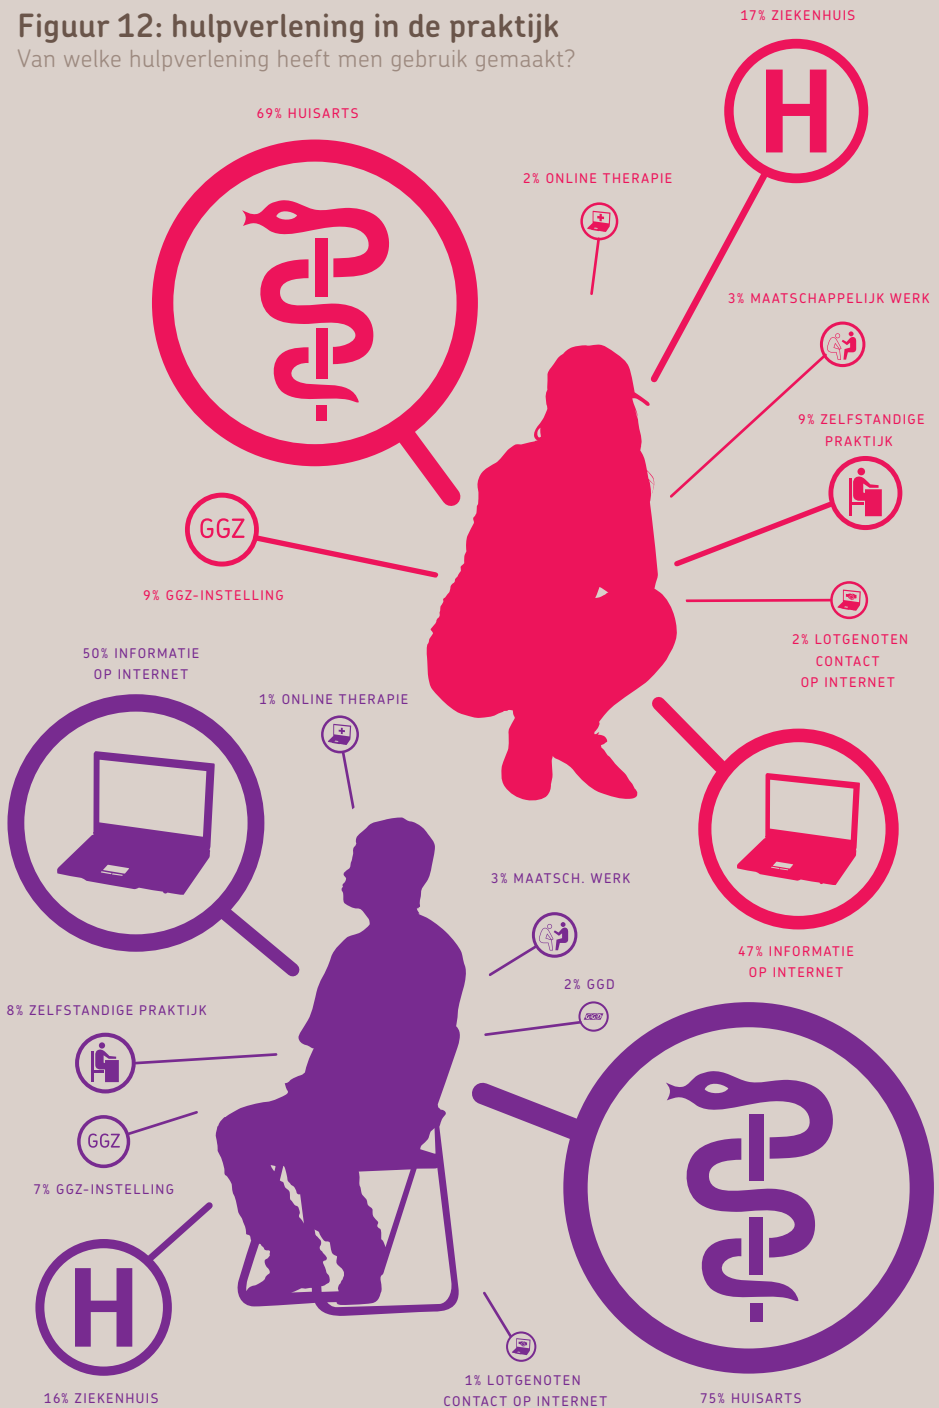 Figuur 12: hulpverlening in de praktijk
Van welke hulpverlening heeft men gebruik gemaakt?
17% ZIEKENHUIS
H
69% HUISARTS
2% ONLINE THERAPIE
3% MAATSCHAPPELIJK WERK
9% ZELFSTANDIGE
PRAKTIJK
GGZ
9% GGZ-INSTELLING
2% LOTGENOTEN
CONTACT
OP INTERNET
50% INFORMATIE
OP INTERNET
1% ONLINE THERAPIE
3% MAATSCH. WERK
47% INFORMATIE
OP INTERNET
2% GGD
GGD
8% ZELFSTANDIGE PRAKTIJK
GGZ
7% GGZ-INSTELLING
H
16% ZIEKENHUIS
1% LOTGENOTEN
CONTACT OP INTERNET
75% HUISARTS